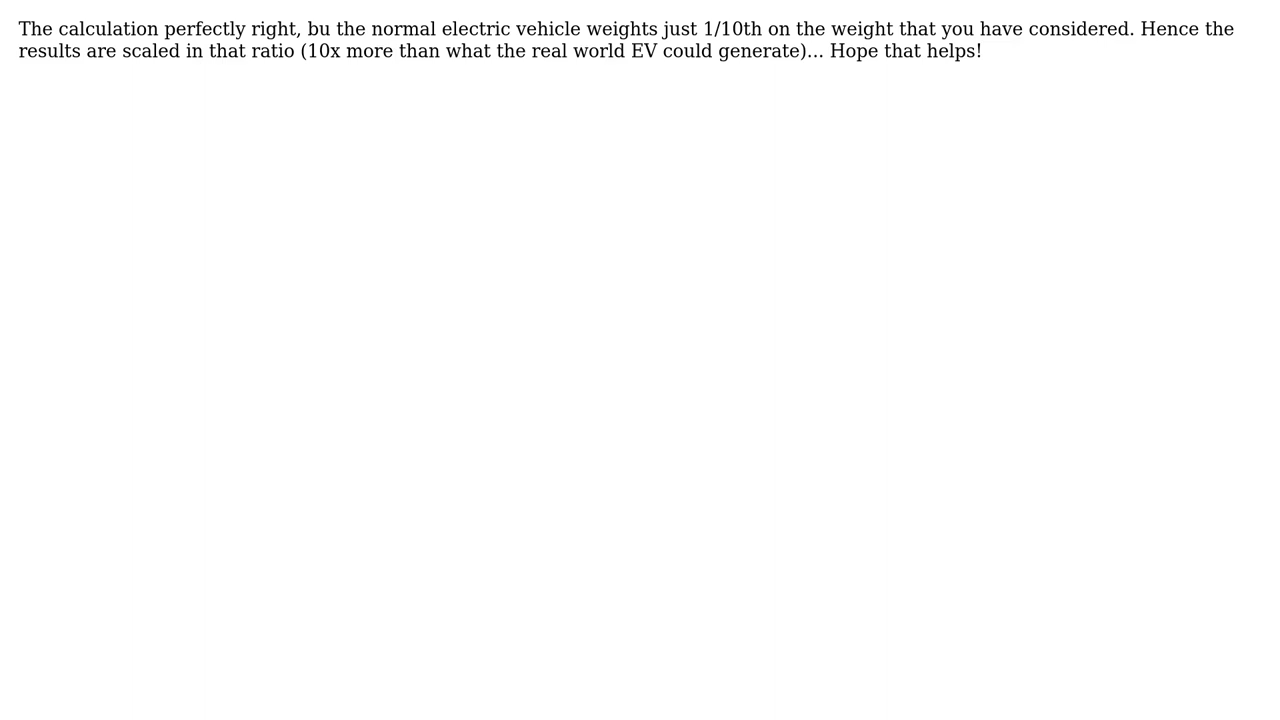 The calculation perfectly right, bu the normal electric vehicle weights just 1/10th on the weight that you have considered. Hence the
results are scaled in that ratio (10x more than what the real world EV could generate)... Hope that helps!